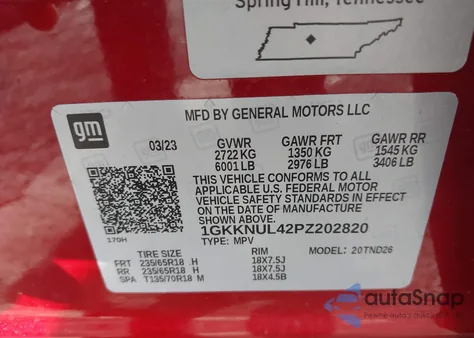 Spring Hill, Tennessee
gm
MFD BY GENERAL MOTORS LLC
03/23 GVWR GAWR FRT GAWR RR
2722 KG 1350 KG 1545 KG
6001 LB 2976 LB 3406 LB
THIS VEHICLE CONFORMS TO ALL
APPLICABLE U.S. FEDERAL MOTOR
VEHICLE SAFETY STANDARDS IN EFFECT
ON THE DATE OF MANUFACTURE
SHOWN ABOVE.
1GKKNUL42PZ202820
170H TYPE: MPV MODEL: 20TND26
TIRE SIZE RIM
FRT 235/65R18 .H 18X7.5J
RR 235/65R18 .H 18X7.5J
SPA T135/70R18 M 18X4.5B
autoSnap